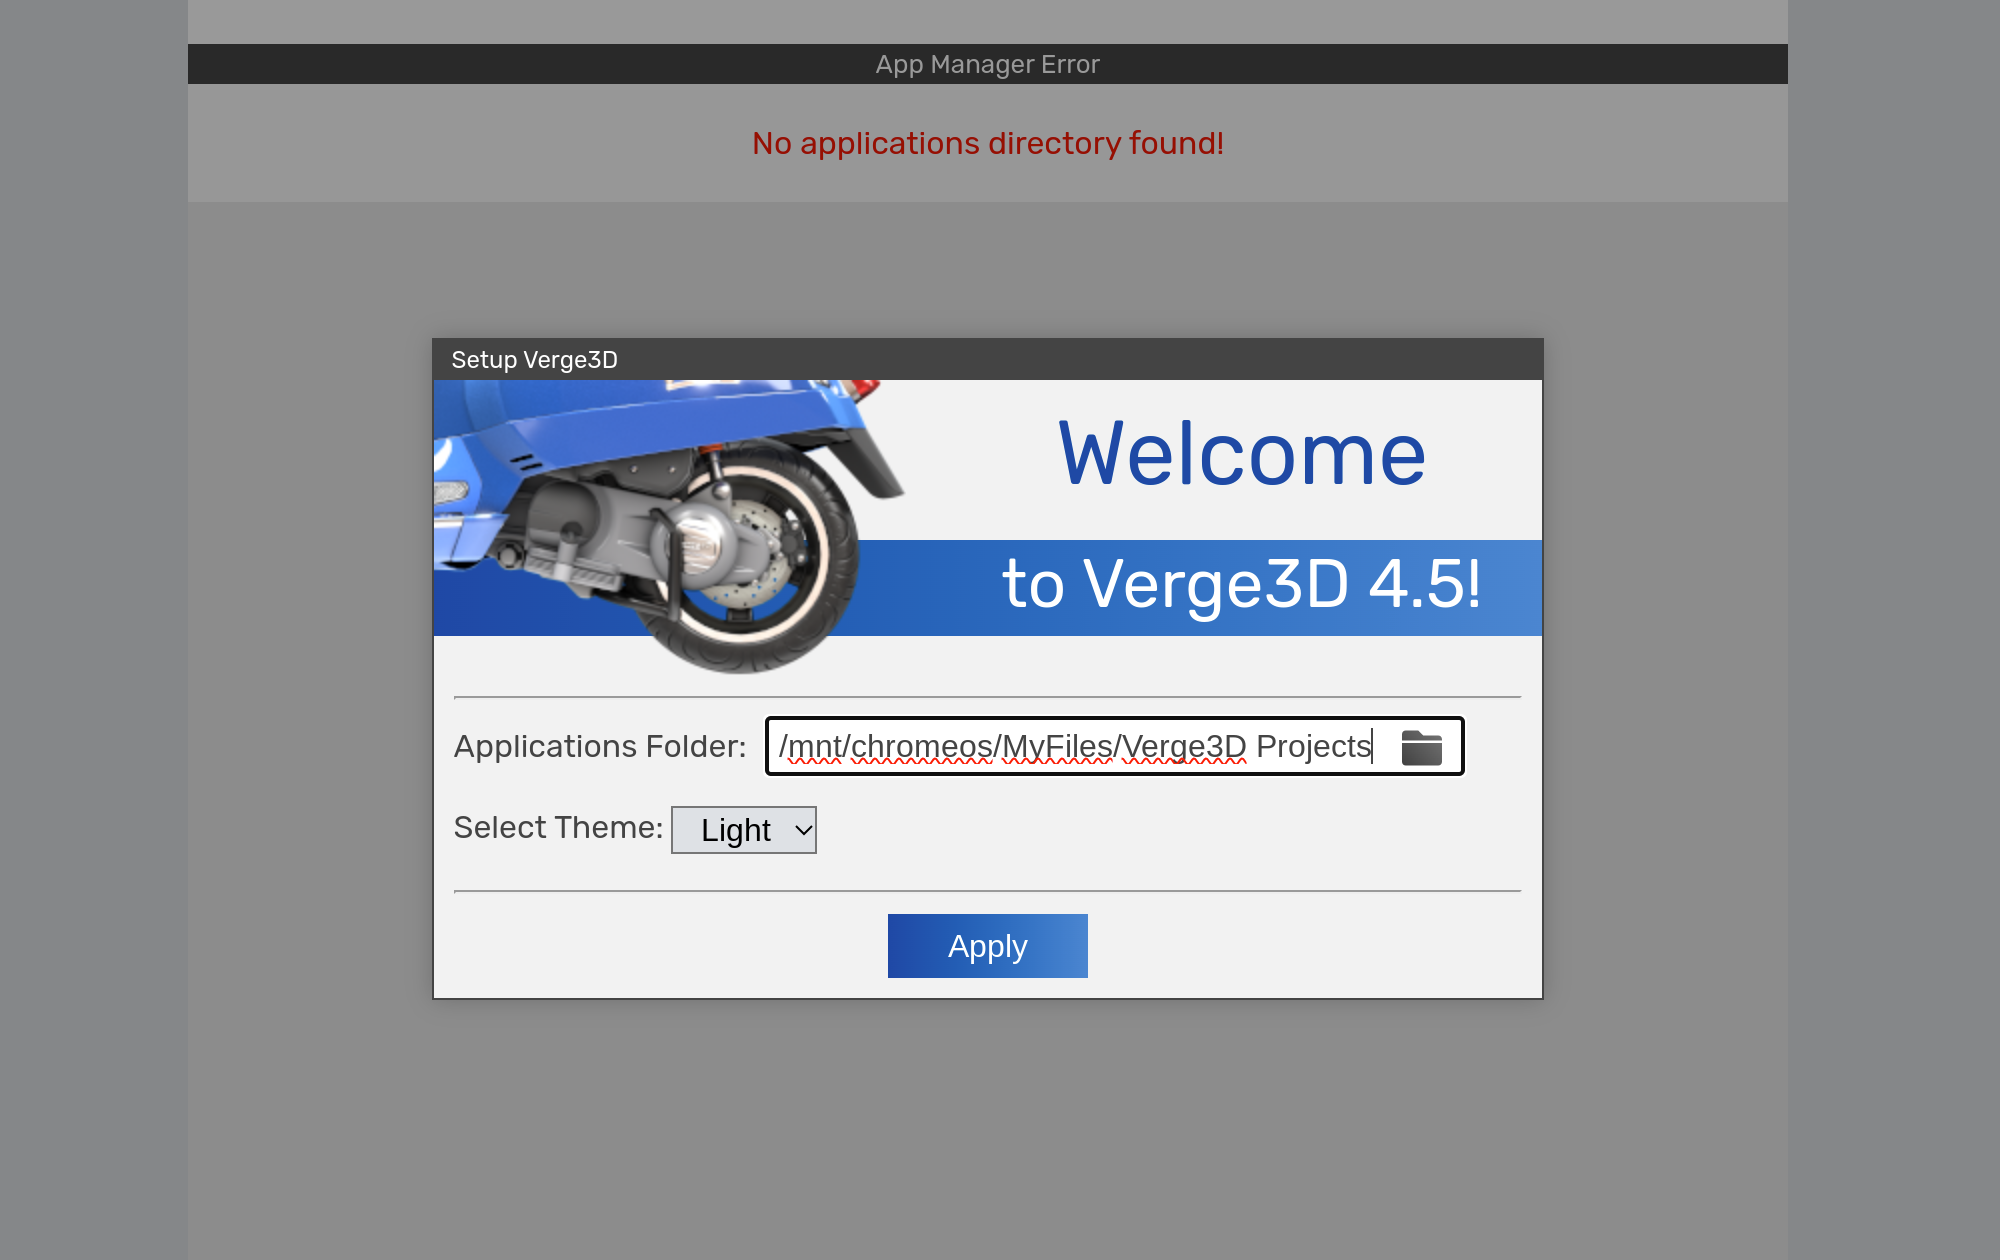 App Manager Error
No applications directory found!
Setup Verge3D
Welcome
to Verge3D 4.5!
Applications Folder: /mnt/chromeos/MyFiles/Verge3D Projects
Select Theme: Light
Apply